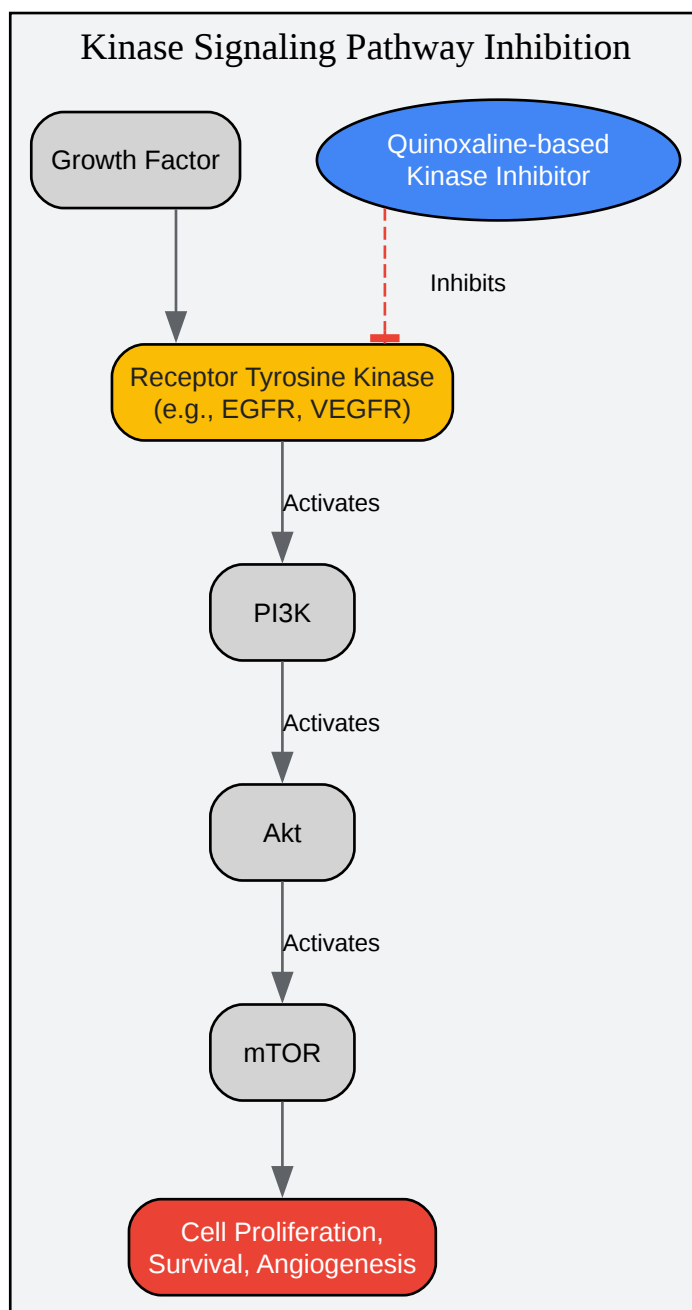 Kinase Signaling Pathway Inhibition
Growth Factor
Quinoxaline-based
Kinase Inhibitor
Inhibits
Receptor Tyrosine Kinase
(e.g., EGFR, VEGFR)
Activates
PI3K
Activates
Akt
Activates
mTOR
Cell Proliferation,
Survival, Angiogenesis